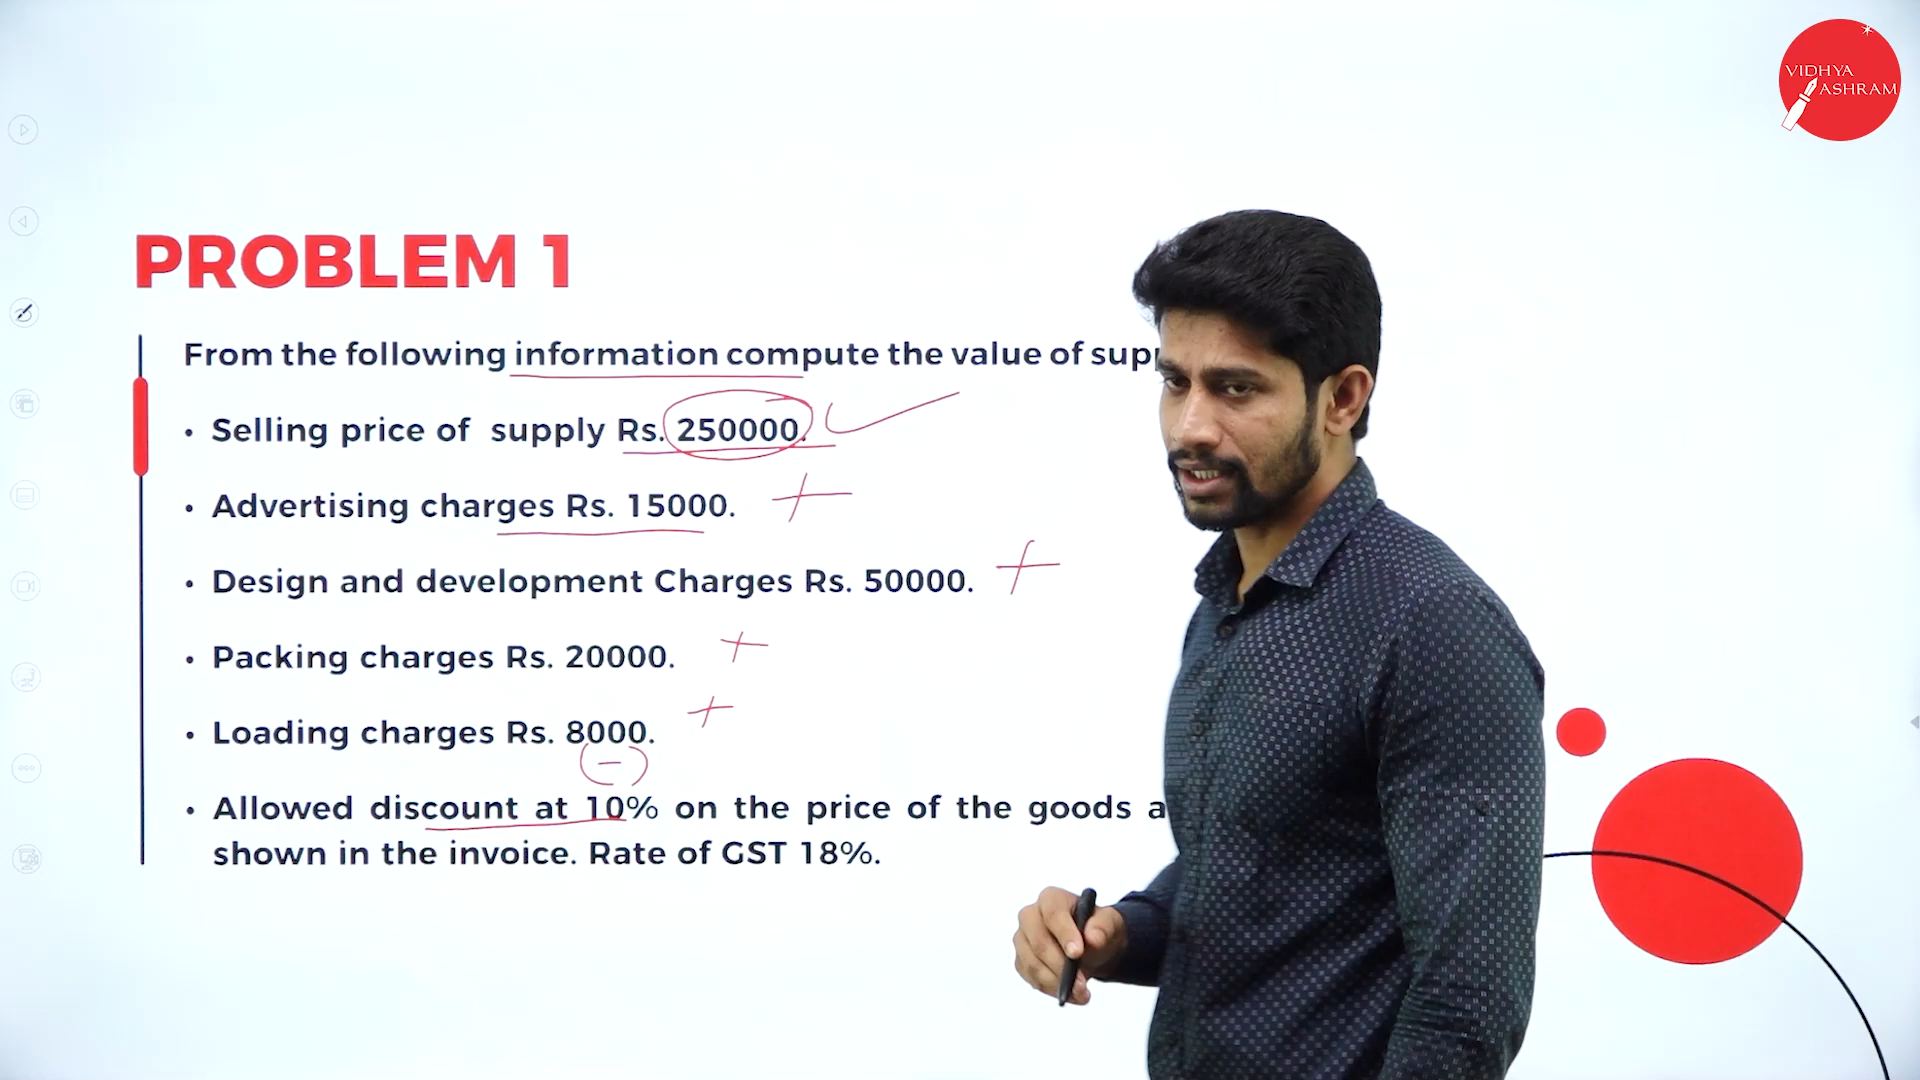 VIDHYA
ASHRAM
PROBLEM 1
From the following information compute the value of
• Selling price of supply Rs. 250000.
• Advertising charges Rs. 15000. +
• Design and development Charges Rs. 50000. +
• Packing charges Rs. 20000. +
• Loading charges Rs. 8000. +
(-)
• Allowed discount at 10% on the price of the goods
shown in the invoice. Rate of GST 18%.